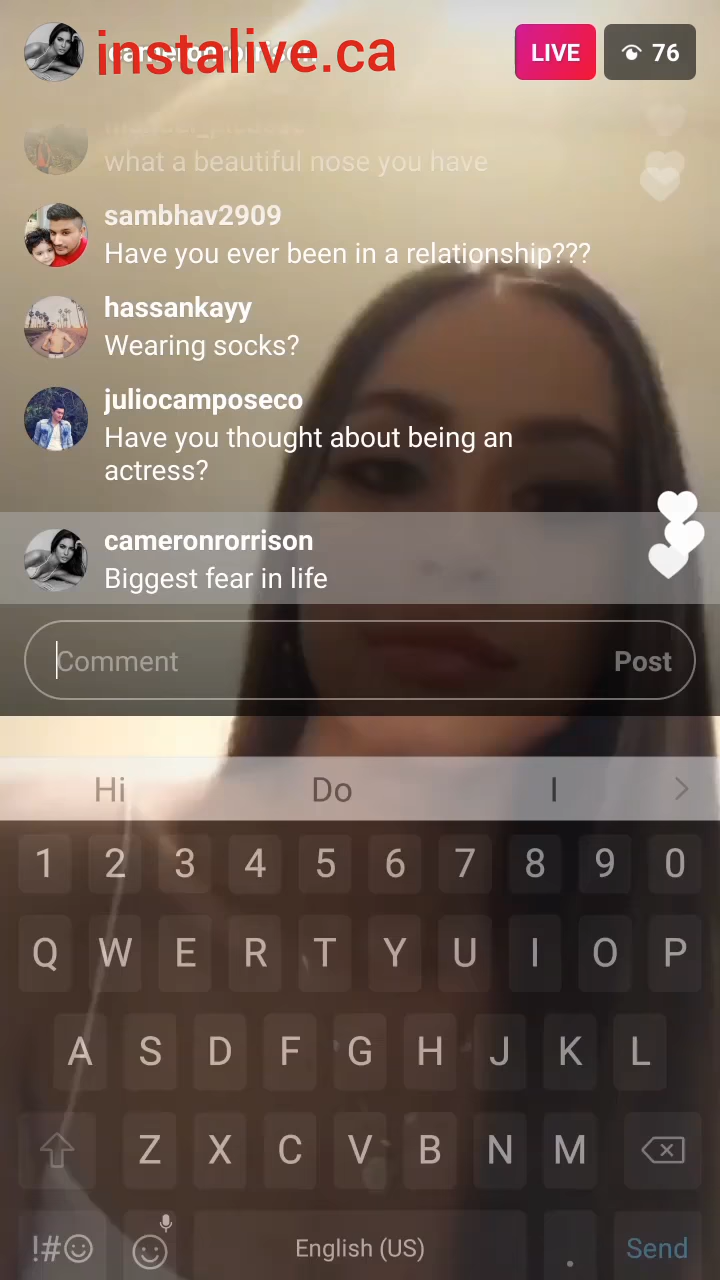 instalive.ca
cameronrorrison
LIVE
76
what a beautiful nose you have
sambhav2909
Have you ever been in a relationship???
hassankayy
Wearing socks?
juliocamposeco
Have you thought about being an
actress?
cameronrorrison
Biggest fear in life
Comment
Post
Hi Do I
1 2 3 4 5 6 7 8 9 0
Q W E R T Y U I O P
A S D F G H J K L
Z X C V B N M
!#☺ English (US) . Send